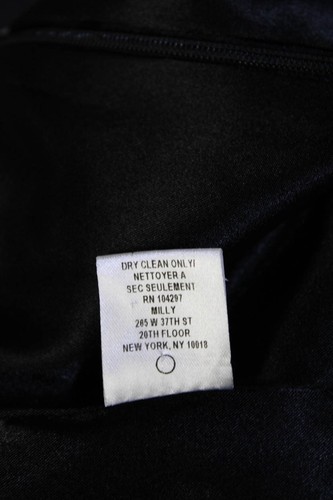 DRY CLEAN ONLY/
NETTOYER A
SEC SEULEMENT
RN 104297
MILLY
265 W 37TH ST
20TH FLOOR
NEW YORK, NY 10018